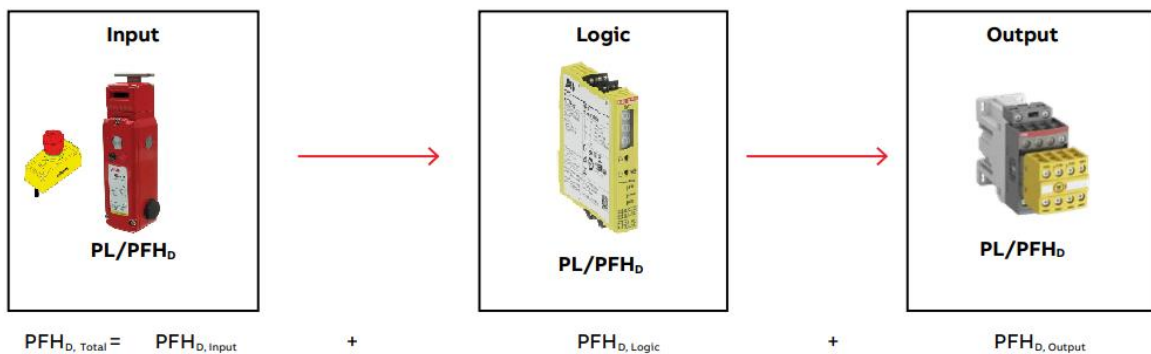 Input
Logic
Output
PL/PFHD
PL/PFHD
PL/PFHD
PFHD, Total = PFHD, Input + PFHD, Logic + PFHD, Output